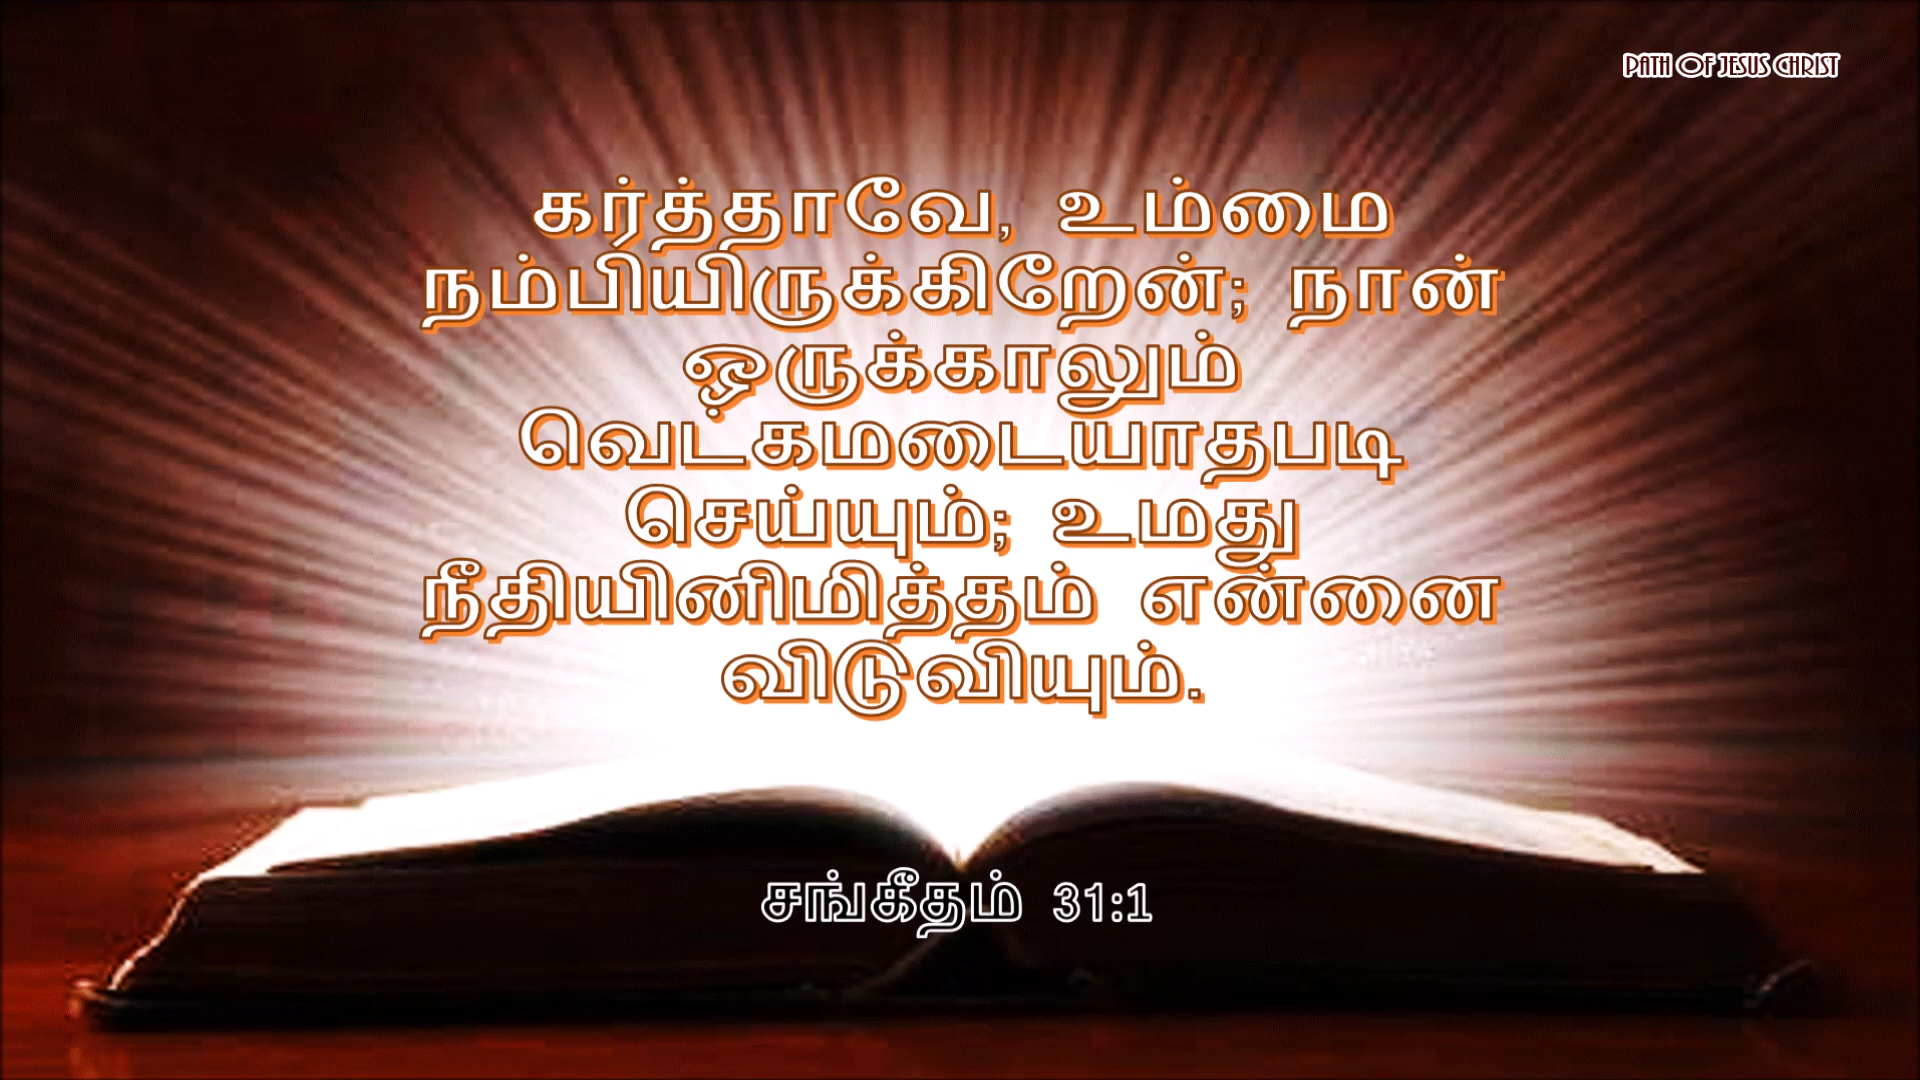 PATH OF JESUS CHRIST
கர்த்தாவே, உம்மை
நம்பியிருக்கிறேன்; நான்
ஒருக்காலும்
வெட்கமடையாதபடி
செய்யும்; உமது
நீதியினிமித்தம் என்னை
விடுவியும்.
சங்கீதம் 31:1